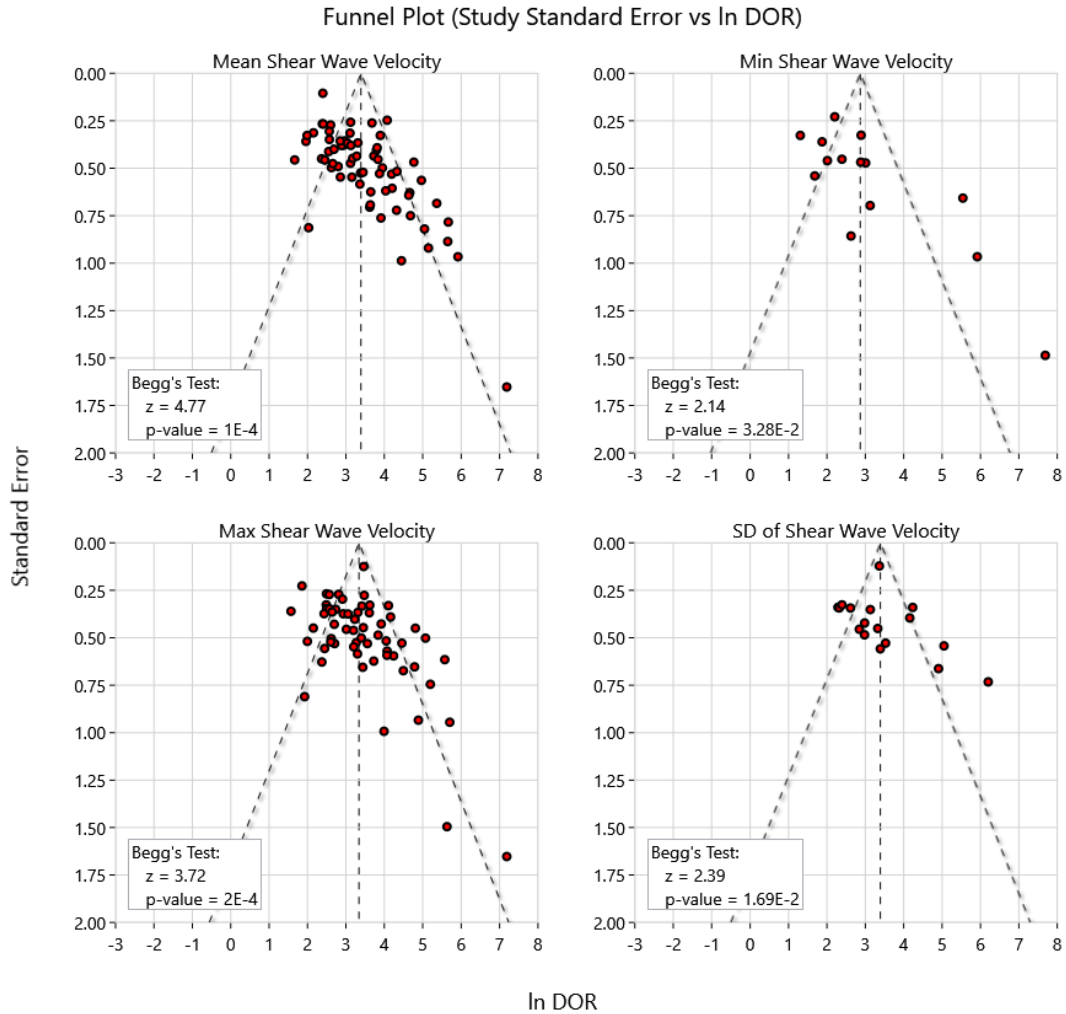 Funnel Plot (Study Standard Error vs ln DOR)
Mean Shear Wave Velocity
0.00
0.25
0.50
0.75
1.00
1.25
1.50
1.75
2.00
Begg's Test:
z = 4.77
p-value = 1E-4
-3 -2 -1 0 1 2 3 4 5 6 7 8
Min Shear Wave Velocity
0.00
0.25
0.50
0.75
1.00
1.25
1.50
1.75
2.00
Begg's Test:
z = 2.14
p-value = 3.28E-2
-3 -2 -1 0 1 2 3 4 5 6 7 8
Standard Error
Max Shear Wave Velocity
0.00
0.25
0.50
0.75
1.00
1.25
1.50
1.75
2.00
Begg's Test:
z = 3.72
p-value = 2E-4
-3 -2 -1 0 1 2 3 4 5 6 7 8
SD of Shear Wave Velocity
0.00
0.25
0.50
0.75
1.00
1.25
1.50
1.75
2.00
Begg's Test:
z = 2.39
p-value = 1.69E-2
-3 -2 -1 0 1 2 3 4 5 6 7 8
ln DOR